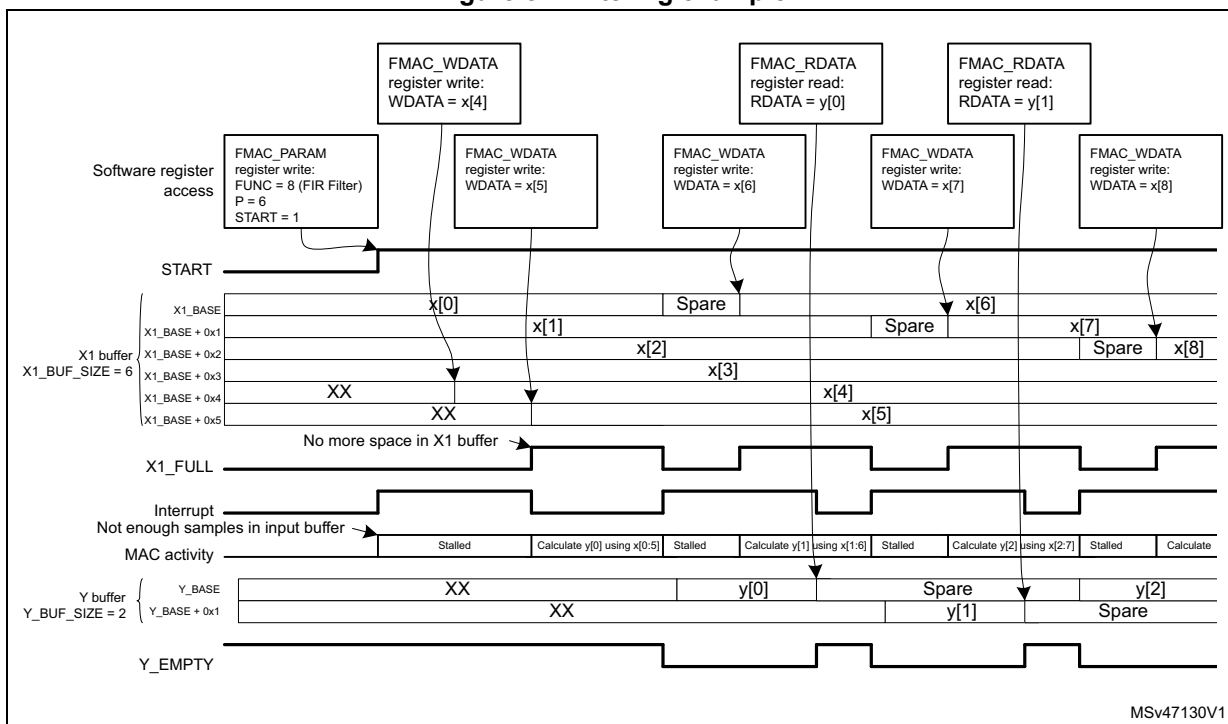 FMAC_WDATA
register write:
WDATA = x[4]
FMAC_RDATA
register read:
RDATA = y[0]
FMAC_RDATA
register read:
RDATA = y[1]
Software register
access
FMAC_PARAM
register write:
FUNC = 8 (FIR Filter)
P = 6
START = 1
FMAC_WDATA
register write:
WDATA = x[5]
FMAC_WDATA
register write:
WDATA = x[6]
FMAC_WDATA
register write:
WDATA = x[7]
FMAC_WDATA
register write:
WDATA = x[8]
START
X1 buffer
X1_BUF_SIZE = 6
X1_BASE x[0] Spare x[6]
X1_BASE + 0x1 x[1] Spare x[7]
X1_BASE + 0x2 x[2] Spare x[8]
X1_BASE + 0x3 x[3]
X1_BASE + 0x4 XX x[4]
X1_BASE + 0x5 XX x[5]
No more space in X1 buffer
X1_FULL
Interrupt
Not enough samples in input buffer
MAC activity Stalled Calculate y[0] using x[0:5] Stalled Calculate y[1] using x[1:6] Stalled Calculate y[2] using x[2:7] Stalled Calculate
Y buffer
Y_BUF_SIZE = 2
Y_BASE XX y[0] Spare y[2]
Y_BASE + 0x1 XX y[1] Spare
Y_EMPTY
MSv47130V1